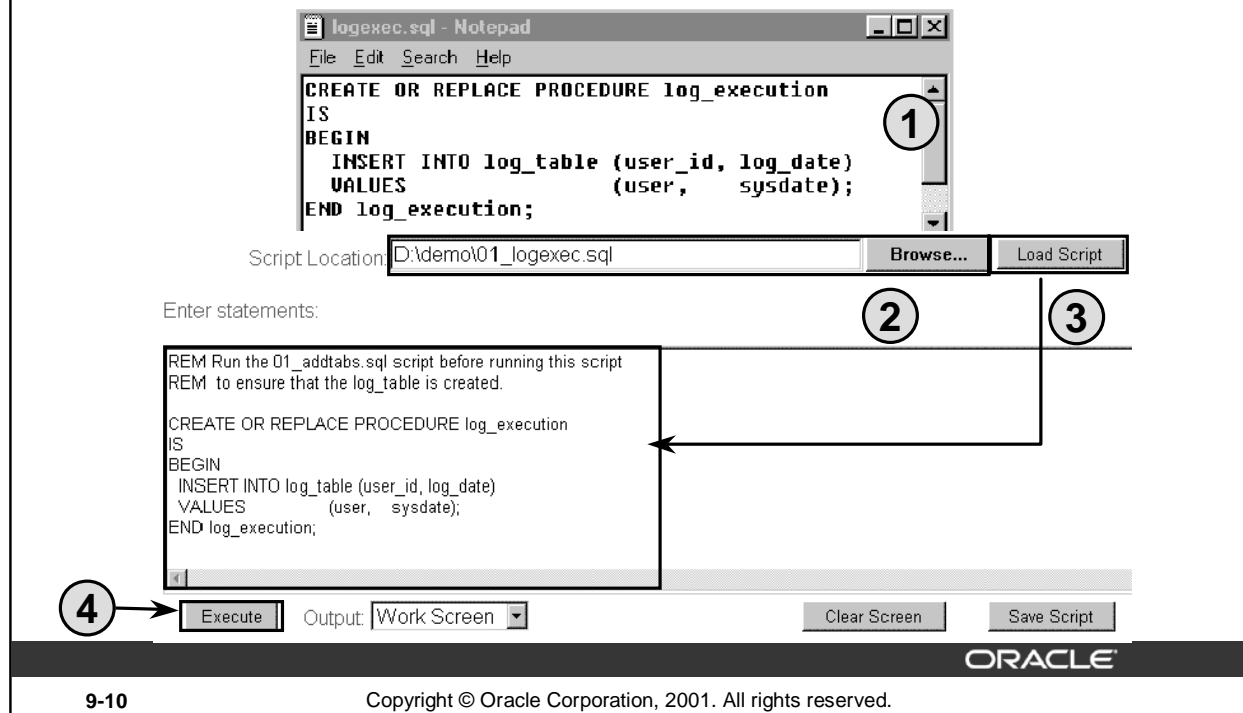 logexec.sql - Notepad
File Edit Search Help
CREATE OR REPLACE PROCEDURE log_execution
IS
BEGIN
INSERT INTO log_table (user_id, log_date)
VALUES (user, sysdate);
END log_execution;
1
Script Location: D:\demo\01_logexec.sql Browse... Load Script
2 3
Enter statements:
REM Run the 01_addtabs.sql script before running this script
REM to ensure that the log_table is created.
CREATE OR REPLACE PROCEDURE log_execution
IS
BEGIN
INSERT INTO log_table (user_id, log_date)
VALUES (user, sysdate);
END log_execution;
4 Execute Output: Work Screen Clear Screen Save Script
ORACLE
9-10 Copyright © Oracle Corporation, 2001. All rights reserved.